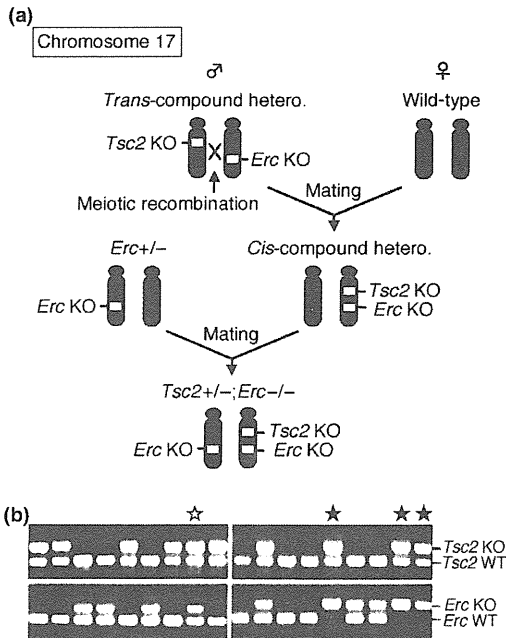 (a)
Chromosome 17
♂
♀
Trans-compound hetero.
Wild-type
Tsc2 KO
Erc KO
Meiotic recombination
Mating
Erc+/−
Cis-compound hetero.
Erc KO
Tsc2 KO
Erc KO
Mating
Tsc2+/−;Erc−/−
Erc KO
Tsc2 KO
Erc KO
(b)
Tsc2 KO
Tsc2 WT
Erc KO
Erc WT